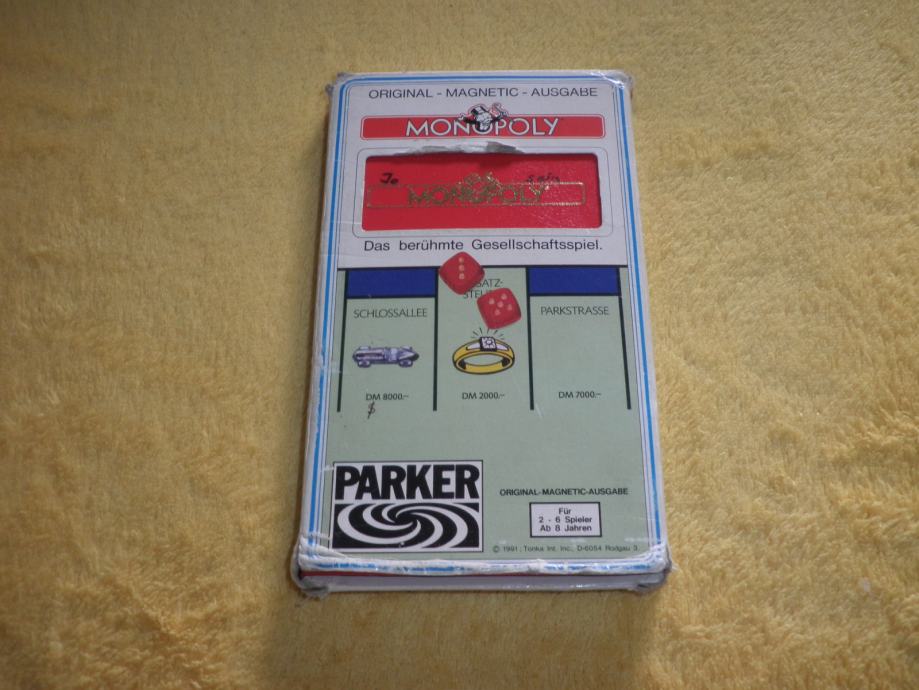 ORIGINAL - MAGNETIC - AUSGABE
MONOPOLY
Je
MONOPOLY
Das berühmte Gesellschaftsspiel.
SCHLOSSALLEE
PARKSTRASSE
DM 8000.–
DM 2000.–
DM 7000.–
$
PARKER
ORIGINAL-MAGNETIC-AUSGABE
Für
2 - 6 Spieler
Ab 8 Jahren
© 1991, Tonka Int. Inc., D-6054 Rodgau 3.